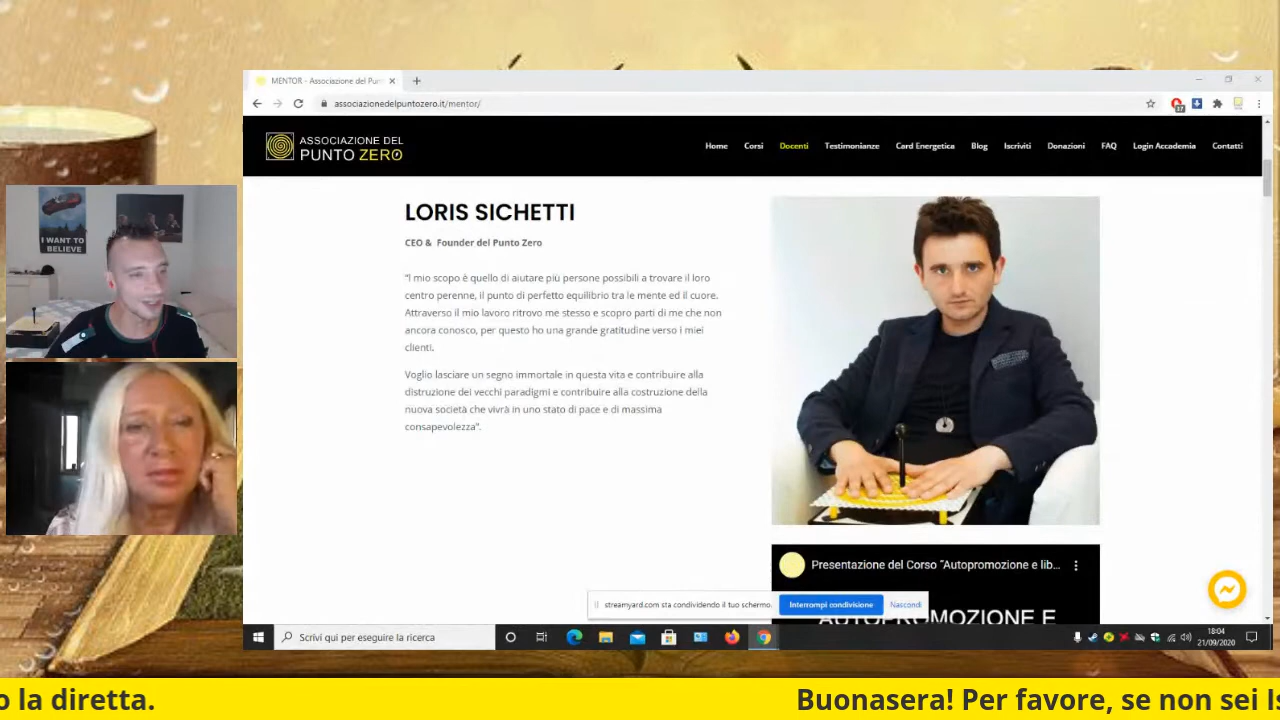 MENTOR - Associazione del Pun
associazionedelpuntozero.it/mentor/
37
ASSOCIAZIONE DEL
PUNTO ZERO
Home Corsi Docenti Testimonianze Card Energetica Blog Iscriviti Donazioni FAQ Login Accademia Contatti
I WANT TO
BELIEVE
LORIS SICHETTI
CEO & Founder del Punto Zero
"I mio scopo è quello di aiutare più persone possibili a trovare il loro
centro perenne, il punto di perfetto equilibrio tra le mente ed il cuore.
Attraverso il mio lavoro ritrovo me stesso e scopro parti di me che non
ancora conosco, per questo ho una grande gratitudine verso i miei
clienti.
Voglio lasciare un segno immortale in questa vita e contribuire alla
distruzione dei vecchi paradigmi e contribuire alla costruzione della
nuova società che vivrà in uno stato di pace e di massima
consapevolezza".
Presentazione del Corso "Autopromozione e lib...
AUTOPROMOZIONE E
streamyard.com sta condividendo il tuo schermo. Interrompi condivisione Nascondi
Scrivi qui per eseguire la ricerca
18:04
21/09/2020
o la diretta. Buonasera! Per favore, se non sei Is